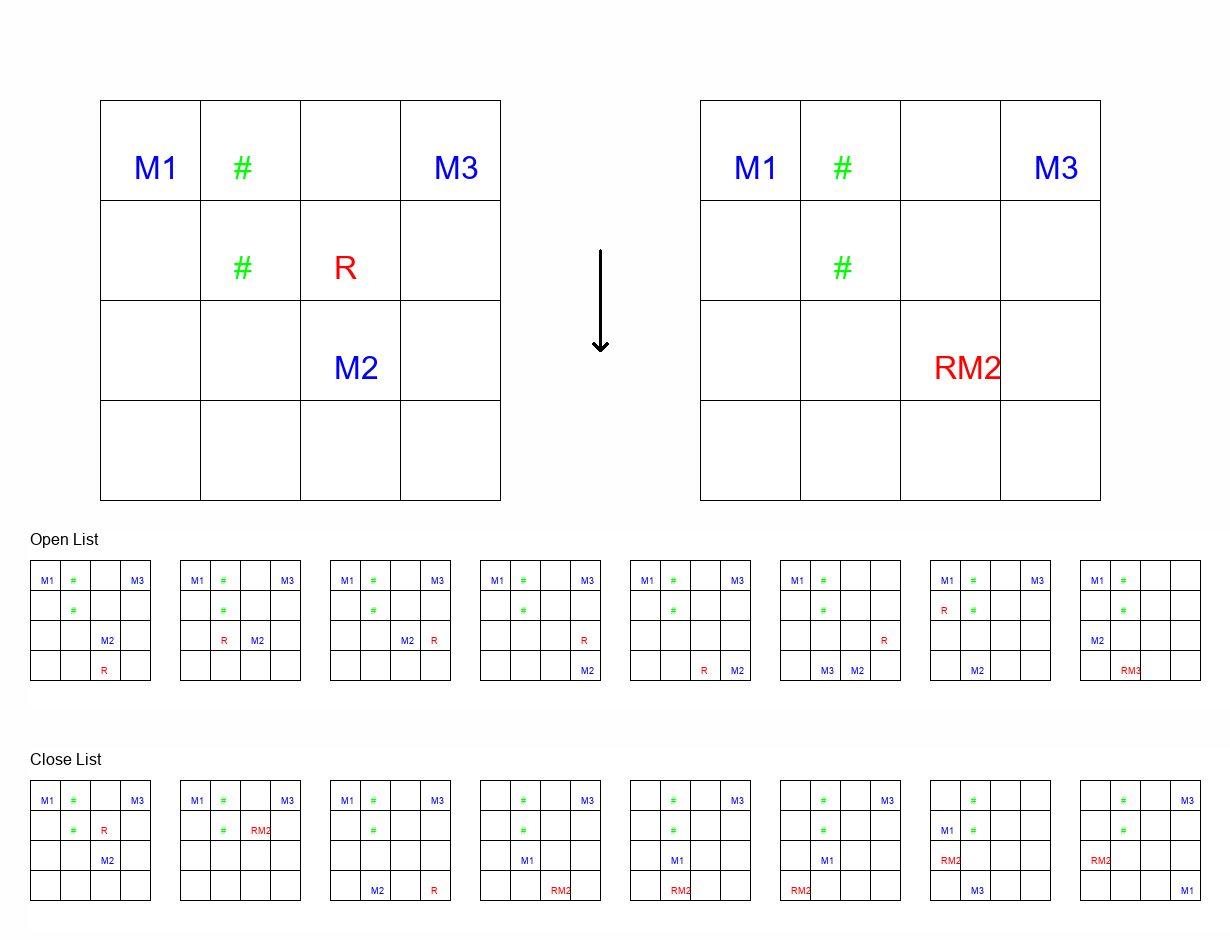 M1 # M3 M1 # M3
# R #
M2 RM2
Open List
M1 # M3 M1 # M3 M1 # M3 M1 # M3 M1 # M3 M1 # M1 # M3 M1 #
# # # # # # R # #
M2 R M2 M2 R R R M2
R M2 R M2 M3 M2 M2 RM3
Close List
M1 # M3 M1 # M3 M1 # M3 # M3 # M3 # M3 # # M3
# R # RM2 # # # # M1 # #
M2 M1 M1 M1 RM2 RM2
M2 R RM2 RM2 RM2 M3 M1